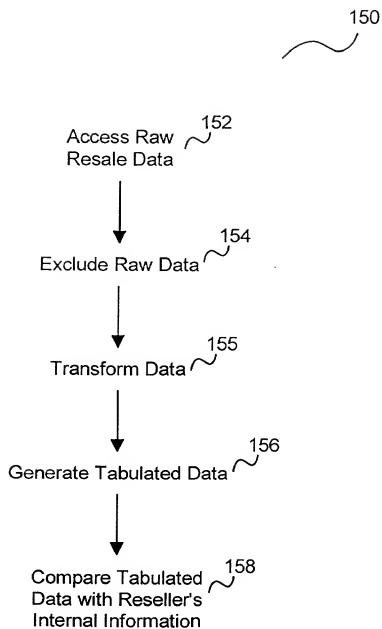 150
152
Access Raw
Resale Data
154
Exclude Raw Data
155
Transform Data
156
Generate Tabulated Data
158
Compare Tabulated
Data with Reseller's
Internal Information